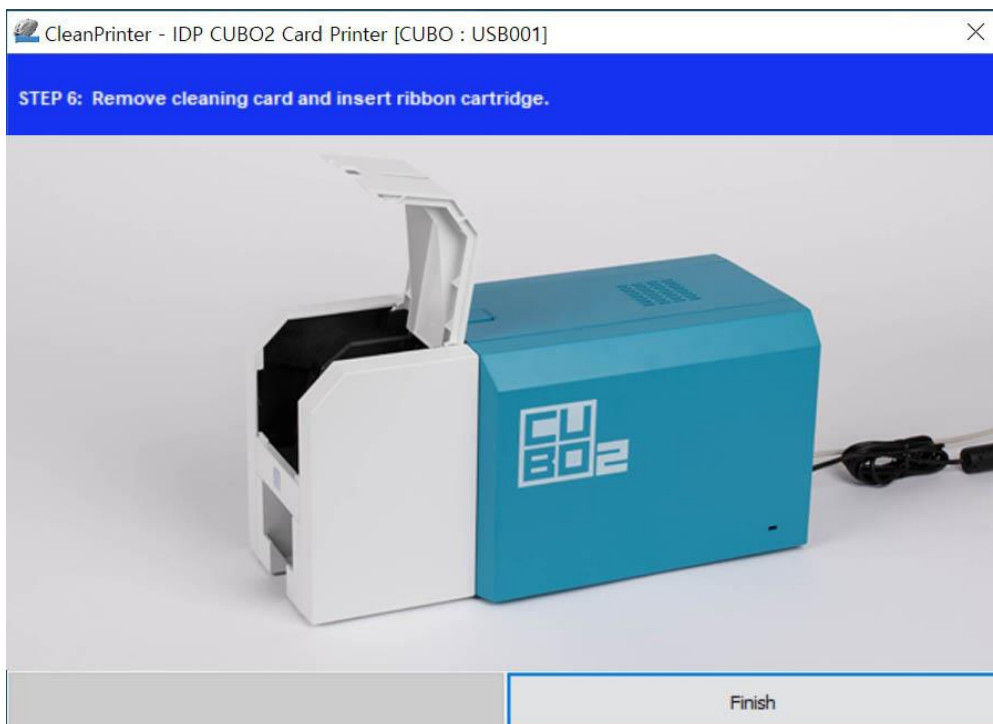 CleanPrinter - IDP CUBO2 Card Printer [CUBO : USB001]
STEP 6: Remove cleaning card and insert ribbon cartridge.
CU
BO2
Finish